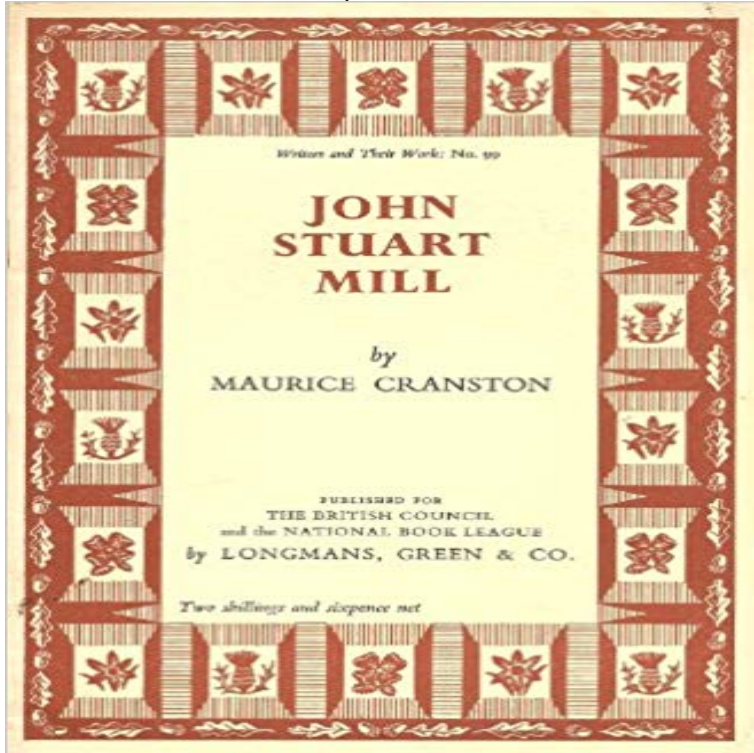 Writers and Their Work: No. 99
JOHN
STUART
MILL
by
MAURICE CRANSTON
PUBLISHED FOR
THE BRITISH COUNCIL
and the NATIONAL BOOK LEAGUE
by LONGMANS, GREEN & CO.
Two shillings and sixpence net